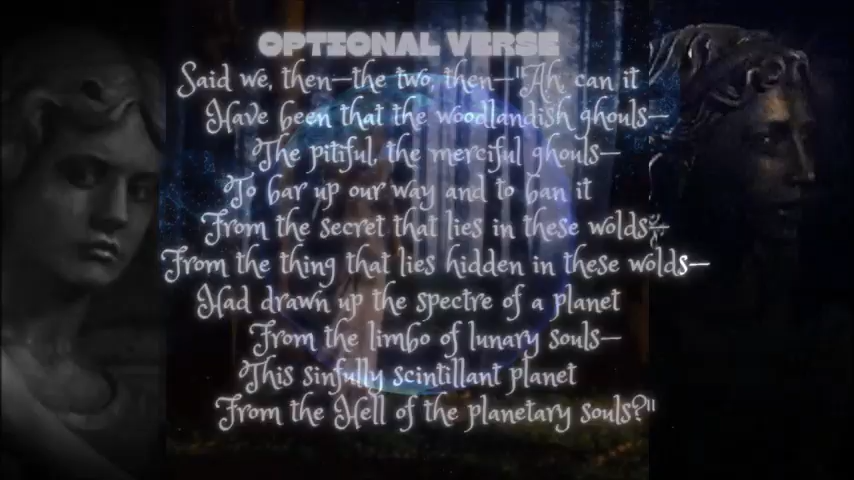 OPTIONAL VERSE
Said we, then—the two, then—"Ah, can it
Have been that the woodlandish ghouls—
The pitiful, the merciful ghouls—
To bar up our way and to ban it
From the secret that lies in these wolds—
From the thing that lies hidden in these wolds—
Had drawn up the spectre of a planet
From the limbo of lunary souls—
This sinfully scintillant planet
From the Hell of the planetary souls?"